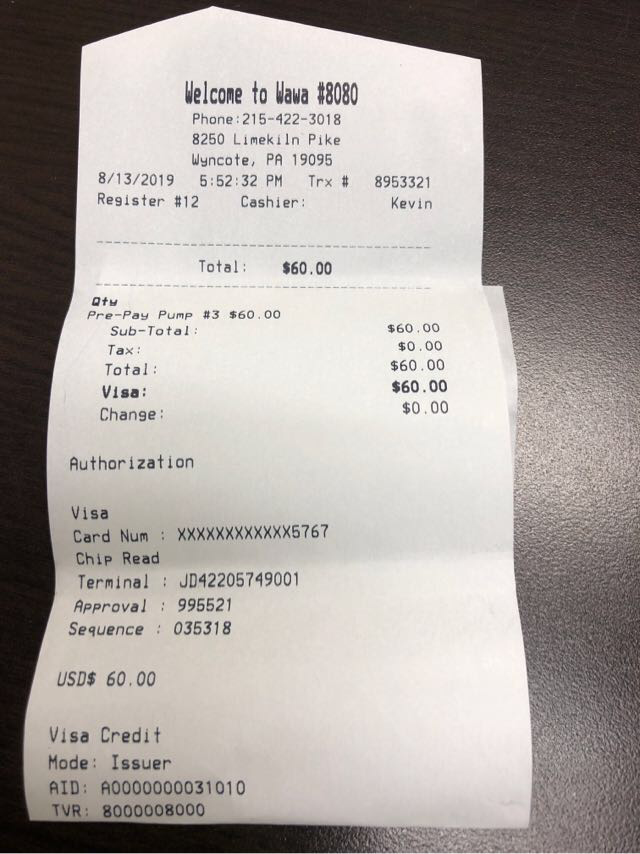 Welcome to Wawa #8080
Phone:215-422-3018
8250 Limekiln Pike
Wyncote, PA 19095
8/13/2019 5:52:32 PM Trx # 8953321
Register #12 Cashier: Kevin
Total: $60.00
Qty
Pre-Pay Pump #3 $60.00
Sub-Total: $60.00
Tax: $0.00
Total: $60.00
Visa: $60.00
Change: $0.00
Authorization
Visa
Card Num : XXXXXXXXXXXX5767
Chip Read
Terminal : JD42205749001
Approval : 995521
Sequence : 035318
USD$ 60.00
Visa Credit
Mode: Issuer
AID: A0000000031010
TVR: 8000008000